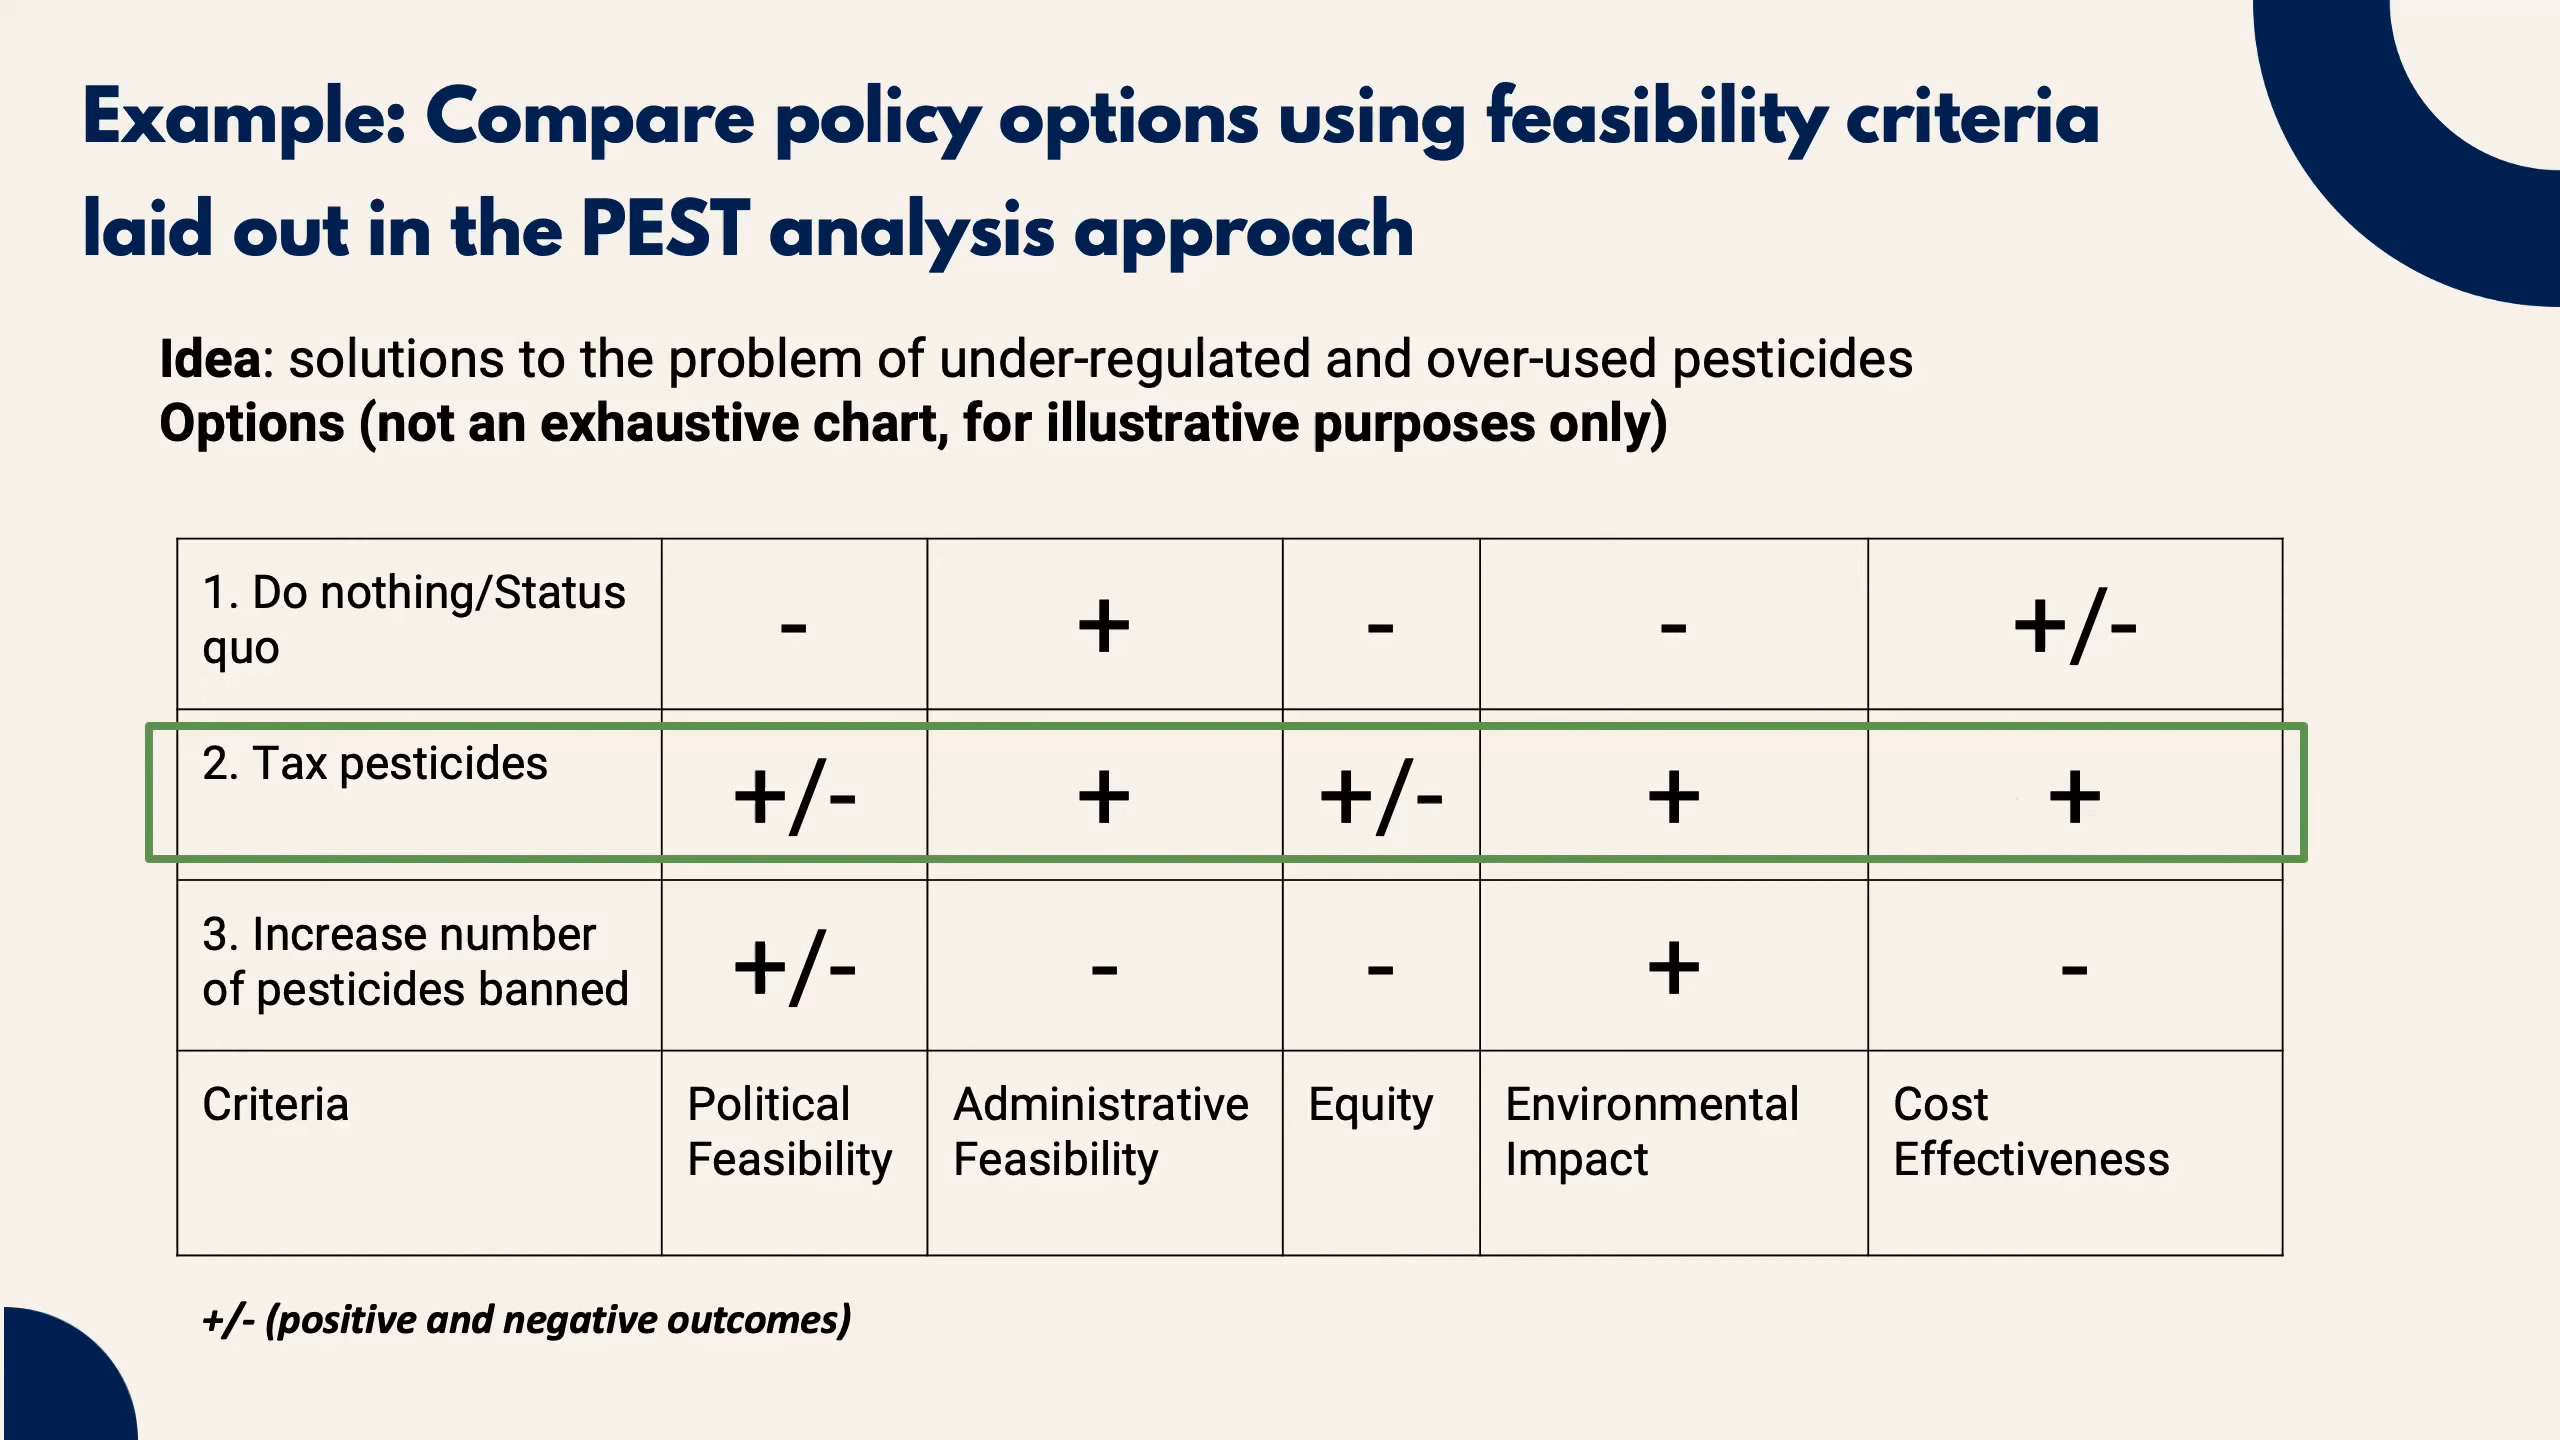 Example: Compare policy options using feasibility criteria
laid out in the PEST analysis approach
Idea: solutions to the problem of under-regulated and over-used pesticides
Options (not an exhaustive chart, for illustrative purposes only)
1. Do nothing/Status
quo
- + - - +/-
2. Tax pesticides
+/- + +/- + +
3. Increase number
of pesticides banned
+/- - - + -
Criteria
Political
Feasibility
Administrative
Feasibility
Equity
Environmental
Impact
Cost
Effectiveness
+/- (positive and negative outcomes)